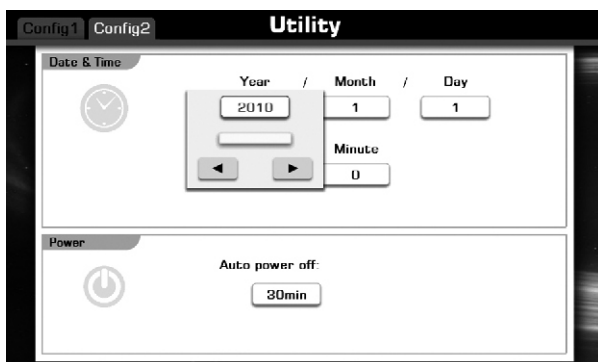 Config1 Config2 Utility
Date & Time
Year / Month / Day
2010 1 1
Minute
0
Power
Auto power off:
30min